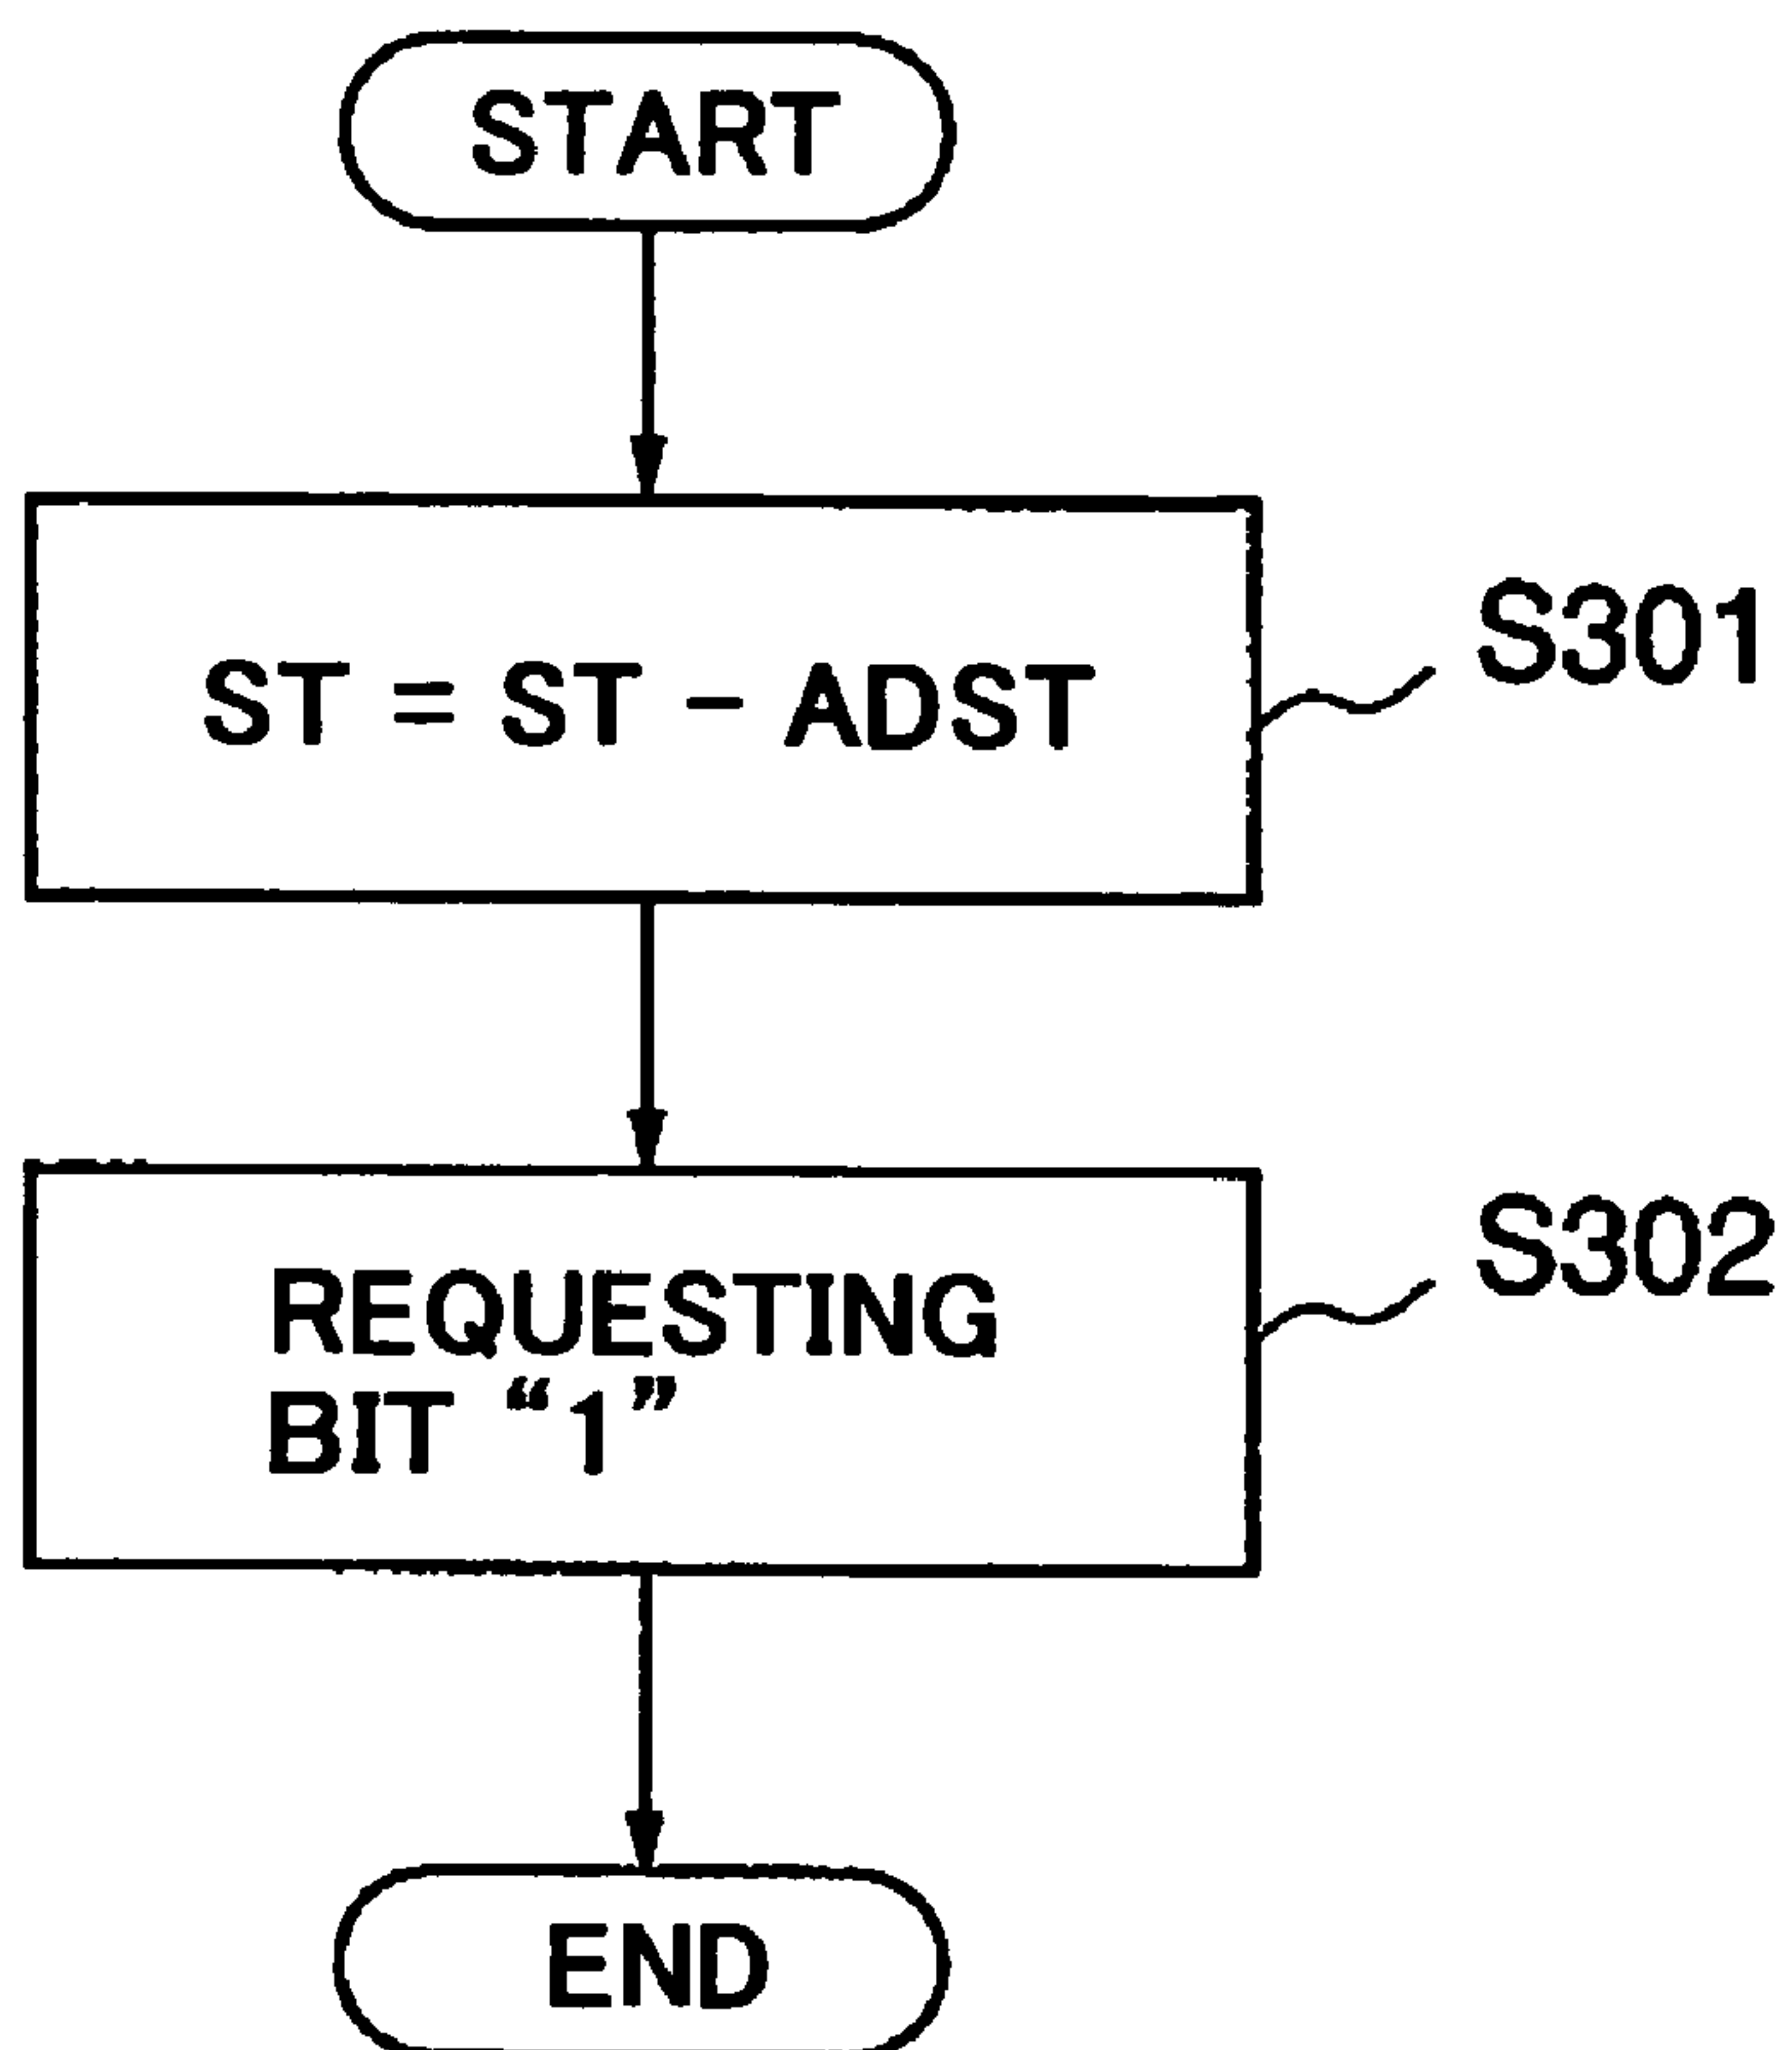 START
ST = ST - ADST
S301
REQUESTING
BIT “1”
S302
END